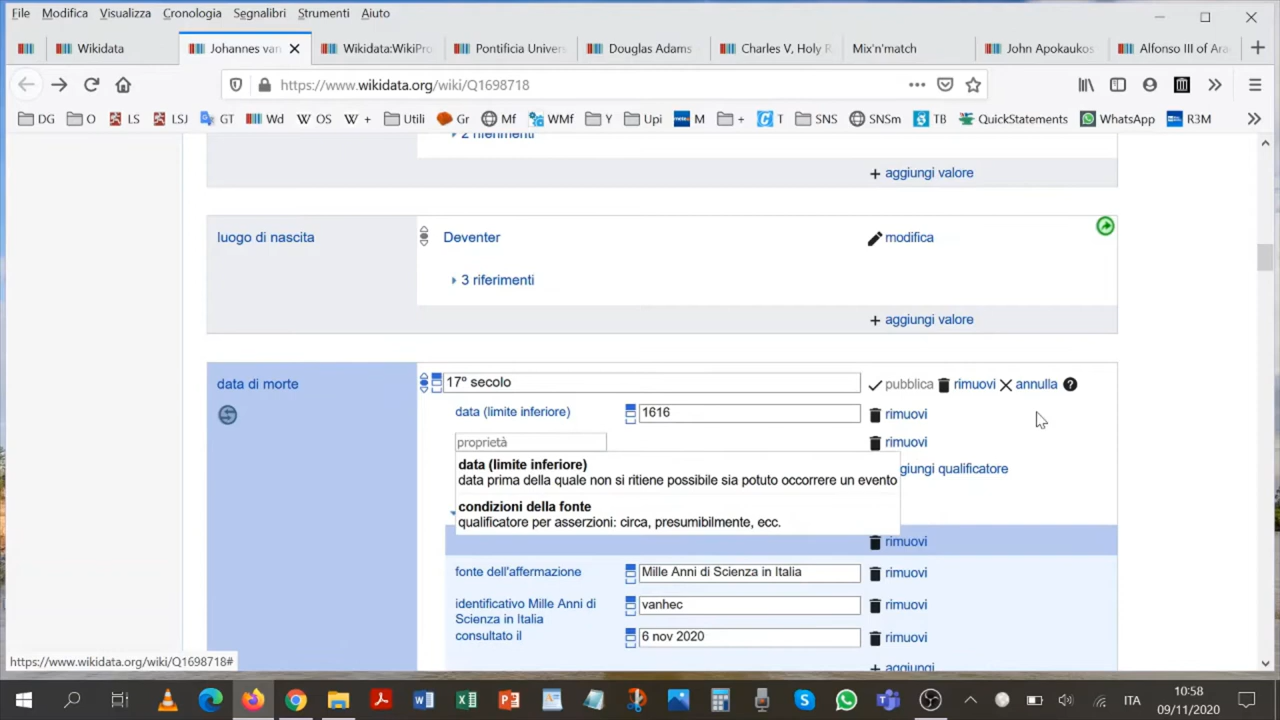 File Modifica Visualizza Cronologia Segnalibri Strumenti Aiuto
Wikidata
Johannes van
Wikidata:WikiPro
Pontificia Univer
Douglas Adams
Charles V, Holy R
Mix'n'match
John Apokaukos
Alfonso III of Ara
https://www.wikidata.org/wiki/Q1698718
DG O LS LSJ GT Wd OS + Utili Gr Mf WMf Y Upi M + T SNS SNSm TB QuickStatements WhatsApp R3M
2 riferimenti
+ aggiungi valore
luogo di nascita
Deventer
modifica
3 riferimenti
+ aggiungi valore
data di morte
17º secolo
pubblica rimuovi annulla ?
data (limite inferiore)
1616
rimuovi
proprietà
rimuovi
data (limite inferiore)
data prima della quale non si ritiene possibile sia potuto occorrere un evento
giungi qualificatore
condizioni della fonte
qualificatore per asserzioni: circa, presumibilmente, ecc.
rimuovi
fonte dell'affermazione
Mille Anni di Scienza in Italia
rimuovi
identificativo Mille Anni di
Scienza in Italia
vanhec
rimuovi
consultato il
6 nov 2020
rimuovi
+ aggiungi
https://www.wikidata.org/wiki/Q1698718#
ITA
10:58
09/11/2020